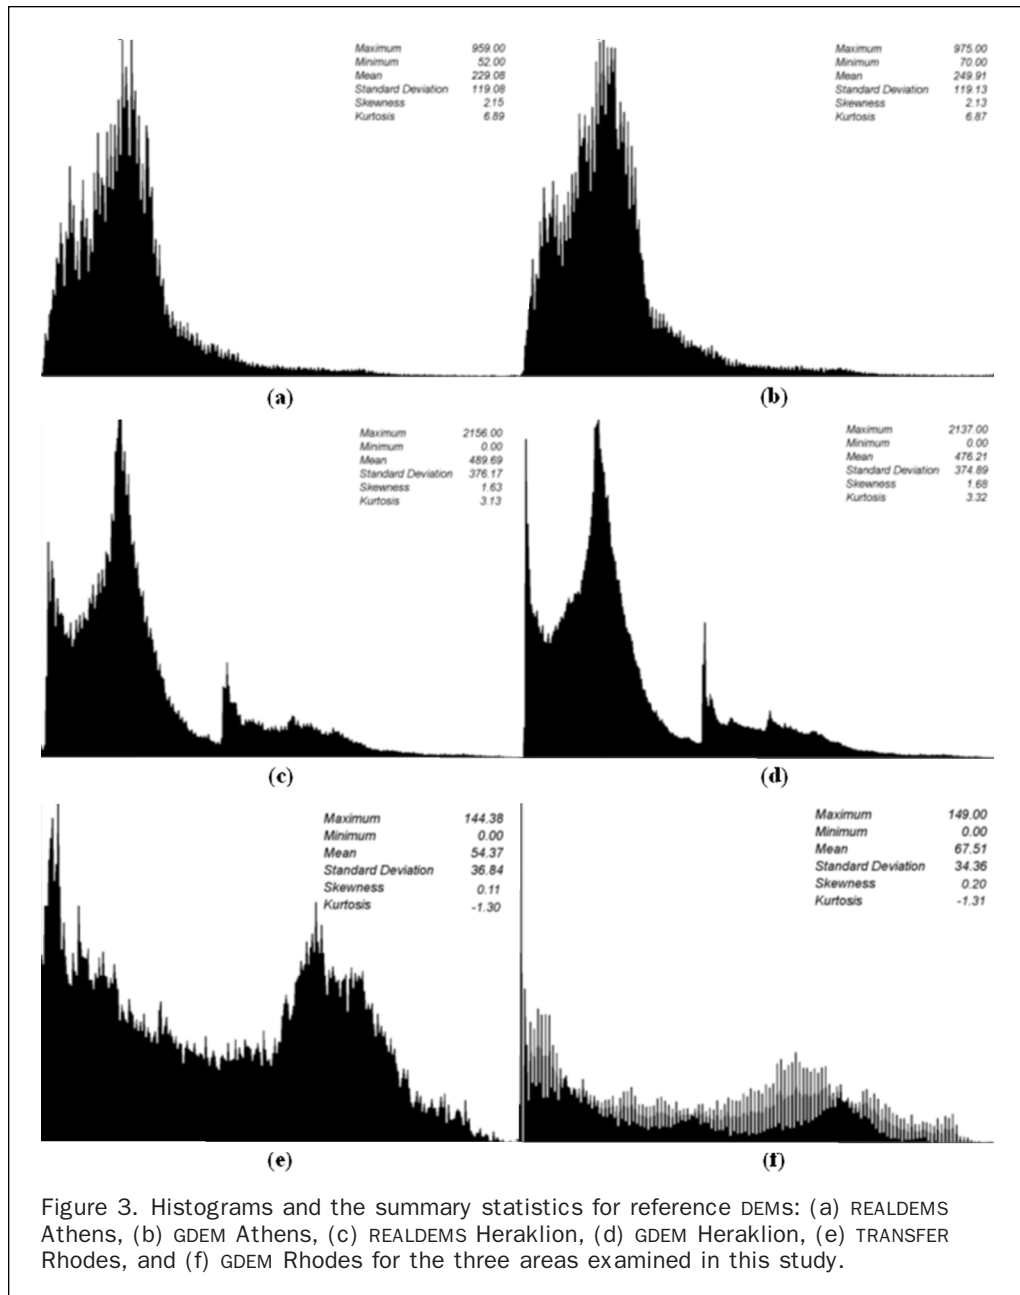 Maximum 959.00
Minimum 52.00
Mean 229.08
Standard Deviation 119.08
Skewness 2.15
Kurtosis 6.89
Maximum 975.00
Minimum 70.00
Mean 249.91
Standard Deviation 119.13
Skewness 2.13
Kurtosis 6.87
(a)
(b)
Maximum 2156.00
Minimum 0.00
Mean 489.69
Standard Deviation 376.17
Skewness 1.63
Kurtosis 3.13
Maximum 2137.00
Minimum 0.00
Mean 476.21
Standard Deviation 374.89
Skewness 1.68
Kurtosis 3.32
(c)
(d)
Maximum 144.38
Minimum 0.00
Mean 54.37
Standard Deviation 36.84
Skewness 0.11
Kurtosis -1.30
Maximum 149.00
Minimum 0.00
Mean 67.51
Standard Deviation 34.36
Skewness 0.20
Kurtosis -1.31
(e)
(f)
Figure 3. Histograms and the summary statistics for reference DEMs: (a) REALDEMS
Athens, (b) GDEM Athens, (c) REALDEMS Heraklion, (d) GDEM Heraklion, (e) TRANSFER
Rhodes, and (f) GDEM Rhodes for the three areas examined in this study.